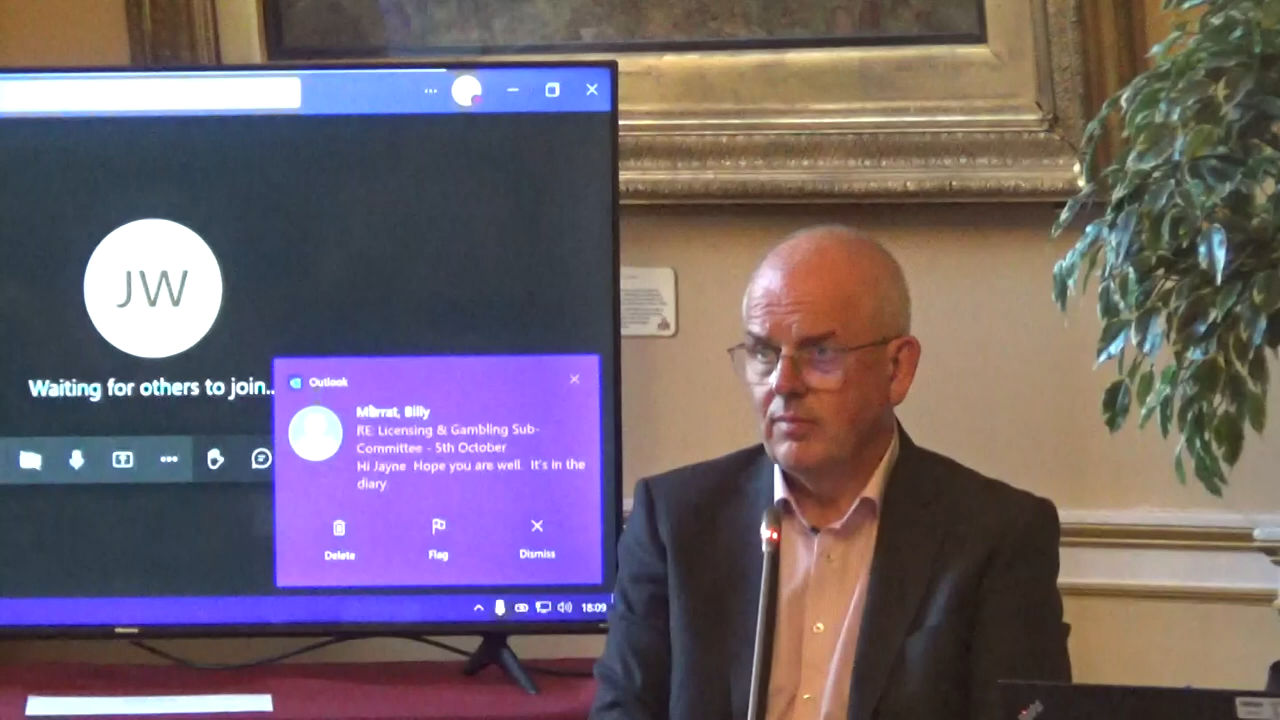 JW
Waiting for others to join...
Outlook
Marrat, Billy
RE: Licensing & Gambling Sub-
Committee - 5th October
Hi Jayne Hope you are well. It's in the
diary.
Delete
Flag
Dismiss
18:09